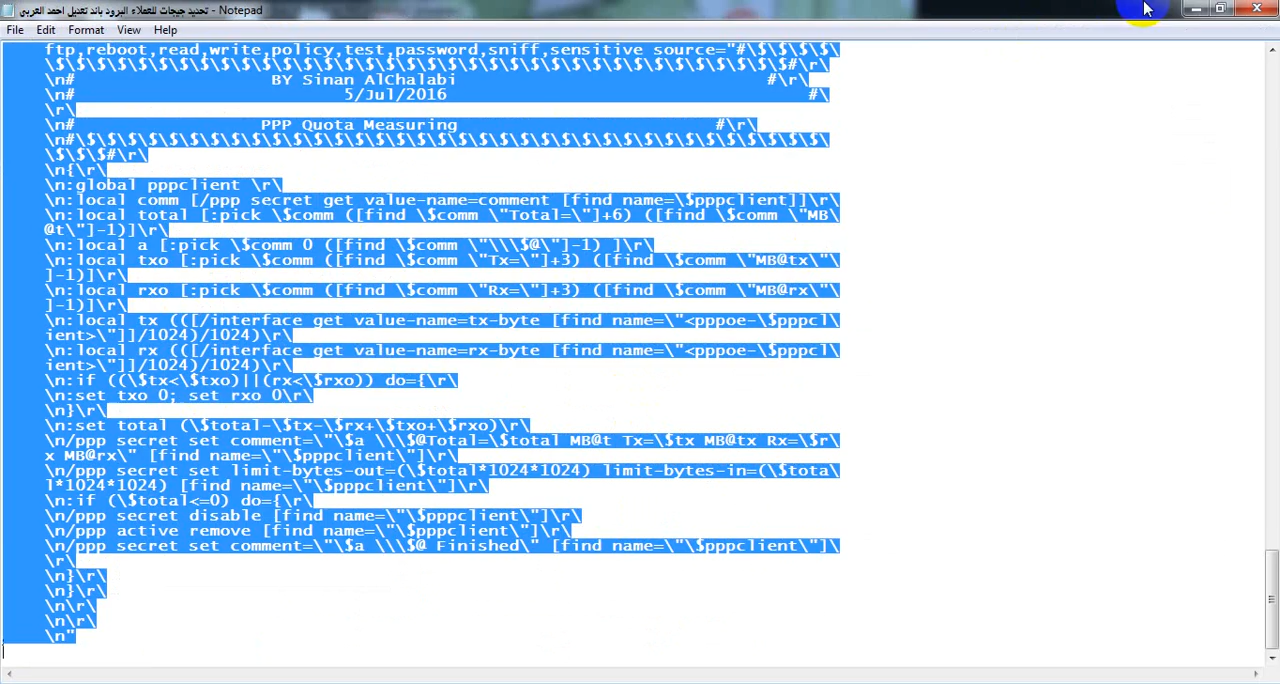 تحديد جيجات للعملاء البرود باند تعديل احمد العربي - Notepad
File Edit Format View Help
ftp,reboot,read,write,policy,test,password,sniff,sensitive source="#\$\$\$\$\
\$\$\$\$\$\$\$\$\$\$\$\$\$\$\$\$\$\$\$\$\$\$\$\$\$\$\$\$\$\$\$\$\$\$\$\$#\r\
\n# BY Sinan AlChalabi #\r\
\n# 5/Jul/2016 #\
\r\
\n# PPP Quota Measuring #\r\
\n#\$\$\$\$\$\$\$\$\$\$\$\$\$\$\$\$\$\$\$\$\$\$\$\$\$\$\$\$\$\$\$\$\$\$\$\$\$\
\$\$\$#\r\
\n{\r\
\n:global pppclient \r\
\n:local comm [/ppp secret get value-name=comment [find name=\$pppclient]]\r\
\n:local total [:pick \$comm ([find \$comm \"Total=\"]+6) ([find \$comm \"MB\
@t\"]-1)]\r\
\n:local a [:pick \$comm 0 ([find \$comm \"\\\$@\"]-1) ]\r\
\n:local txo [:pick \$comm ([find \$comm \"Tx=\"]+3) ([find \$comm \"MB@tx\"\
]-1)]\r\
\n:local rxo [:pick \$comm ([find \$comm \"Rx=\"]+3) ([find \$comm \"MB@rx\"\
]-1)]\r\
\n:local tx (([/interface get value-name=tx-byte [find name=\"<pppoe-\$pppcl\
ient>\"]]/1024)/1024)\r\
\n:local rx (([/interface get value-name=rx-byte [find name=\"<pppoe-\$pppcl\
ient>\"]]/1024)/1024)\r\
\n:if ((\$tx<\$txo)||(rx<\$rxo)) do={\r\
\n:set txo 0; set rxo 0\r\
\n}\r\
\n:set total (\$total-\$tx-\$rx+\$txo+\$rxo)\r\
\n/ppp secret set comment=\"\$a \\\$@Total=\$total MB@t Tx=\$tx MB@tx Rx=\$r\
x MB@rx\" [find name=\"\$pppclient\"]\r\
\n/ppp secret set limit-bytes-out=(\$total*1024*1024) limit-bytes-in=(\$tota\
l*1024*1024) [find name=\"\$pppclient\"]\r\
\n:if (\$total<=0) do={\r\
\n/ppp secret disable [find name=\"\$pppclient\"]\r\
\n/ppp active remove [find name=\"\$pppclient\"]\r\
\n/ppp secret set comment=\"\$a \\\$@ Finished\" [find name=\"\$pppclient\"]\
\r\
\n}\r\
\n}\r\
\n\r\
\n\r\
\n"